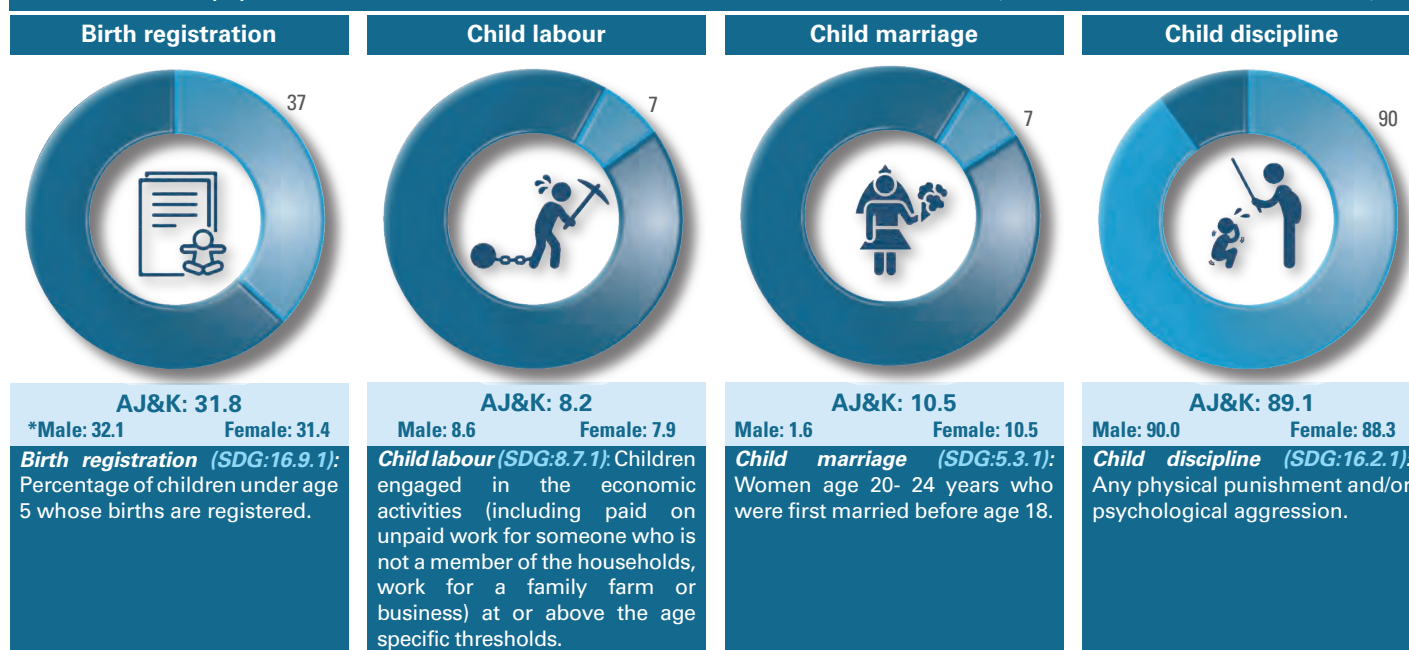 Birth registration
37
AJ&K: 31.8
*Male: 32.1 Female: 31.4
Birth registration (SDG:16.9.1):
Percentage of children under age
5 whose births are registered.
Child labour
7
AJ&K: 8.2
Male: 8.6 Female: 7.9
Child labour (SDG:8.7.1): Children
engaged in the economic
activities (including paid on
unpaid work for someone who is
not a member of the households,
work for a family farm or
business) at or above the age
specific thresholds.
Child marriage
7
AJ&K: 10.5
Male: 1.6 Female: 10.5
Child marriage (SDG:5.3.1):
Women age 20- 24 years who
were first married before age 18.
Child discipline
90
AJ&K: 89.1
Male: 90.0 Female: 88.3
Child discipline (SDG:16.2.1):
Any physical punishment and/or
psychological aggression.